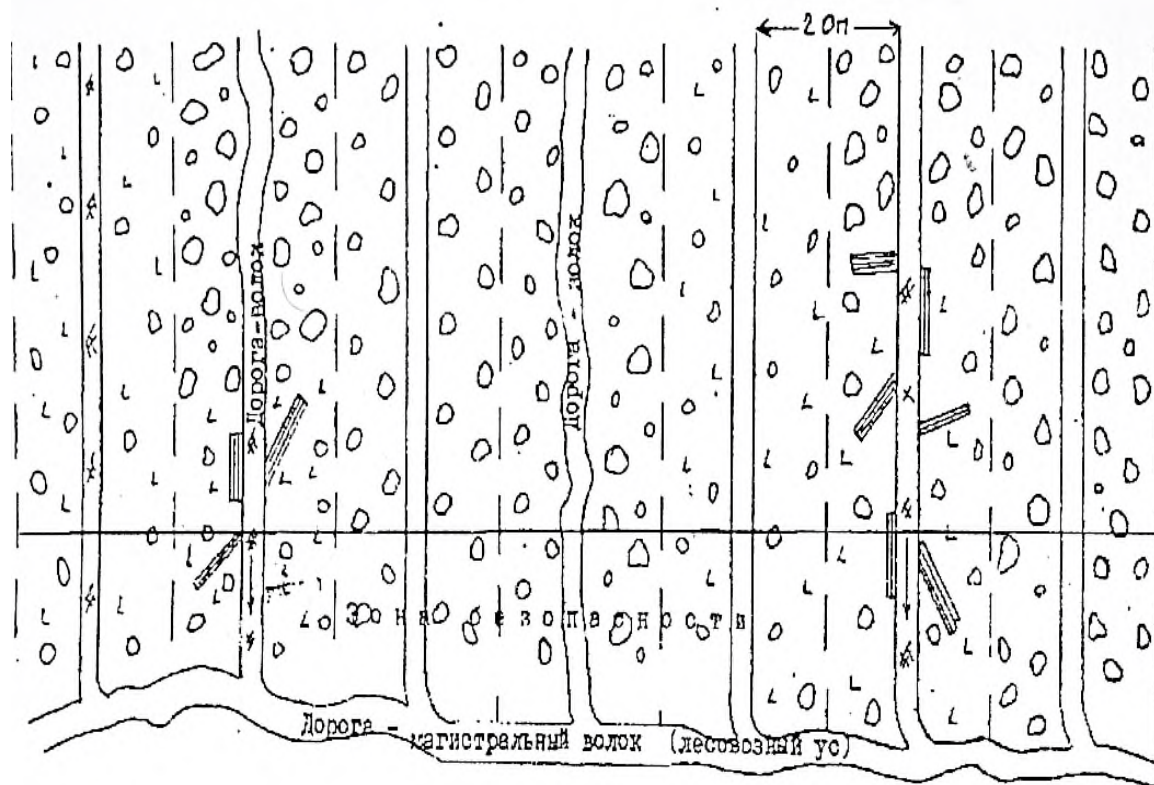 20м
Дорога-волок
Дорога - волок
Зона безопасности
Дорога - магистральный волок (лесовозный ус)